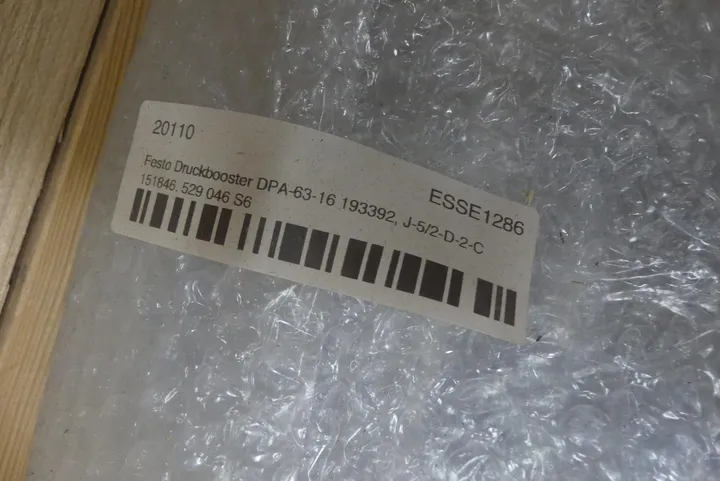 20110
ESSE1286
Festo Druckbooster DPA-63-16 193392, J-5/2-D-2-C
151846. 529 046 S6